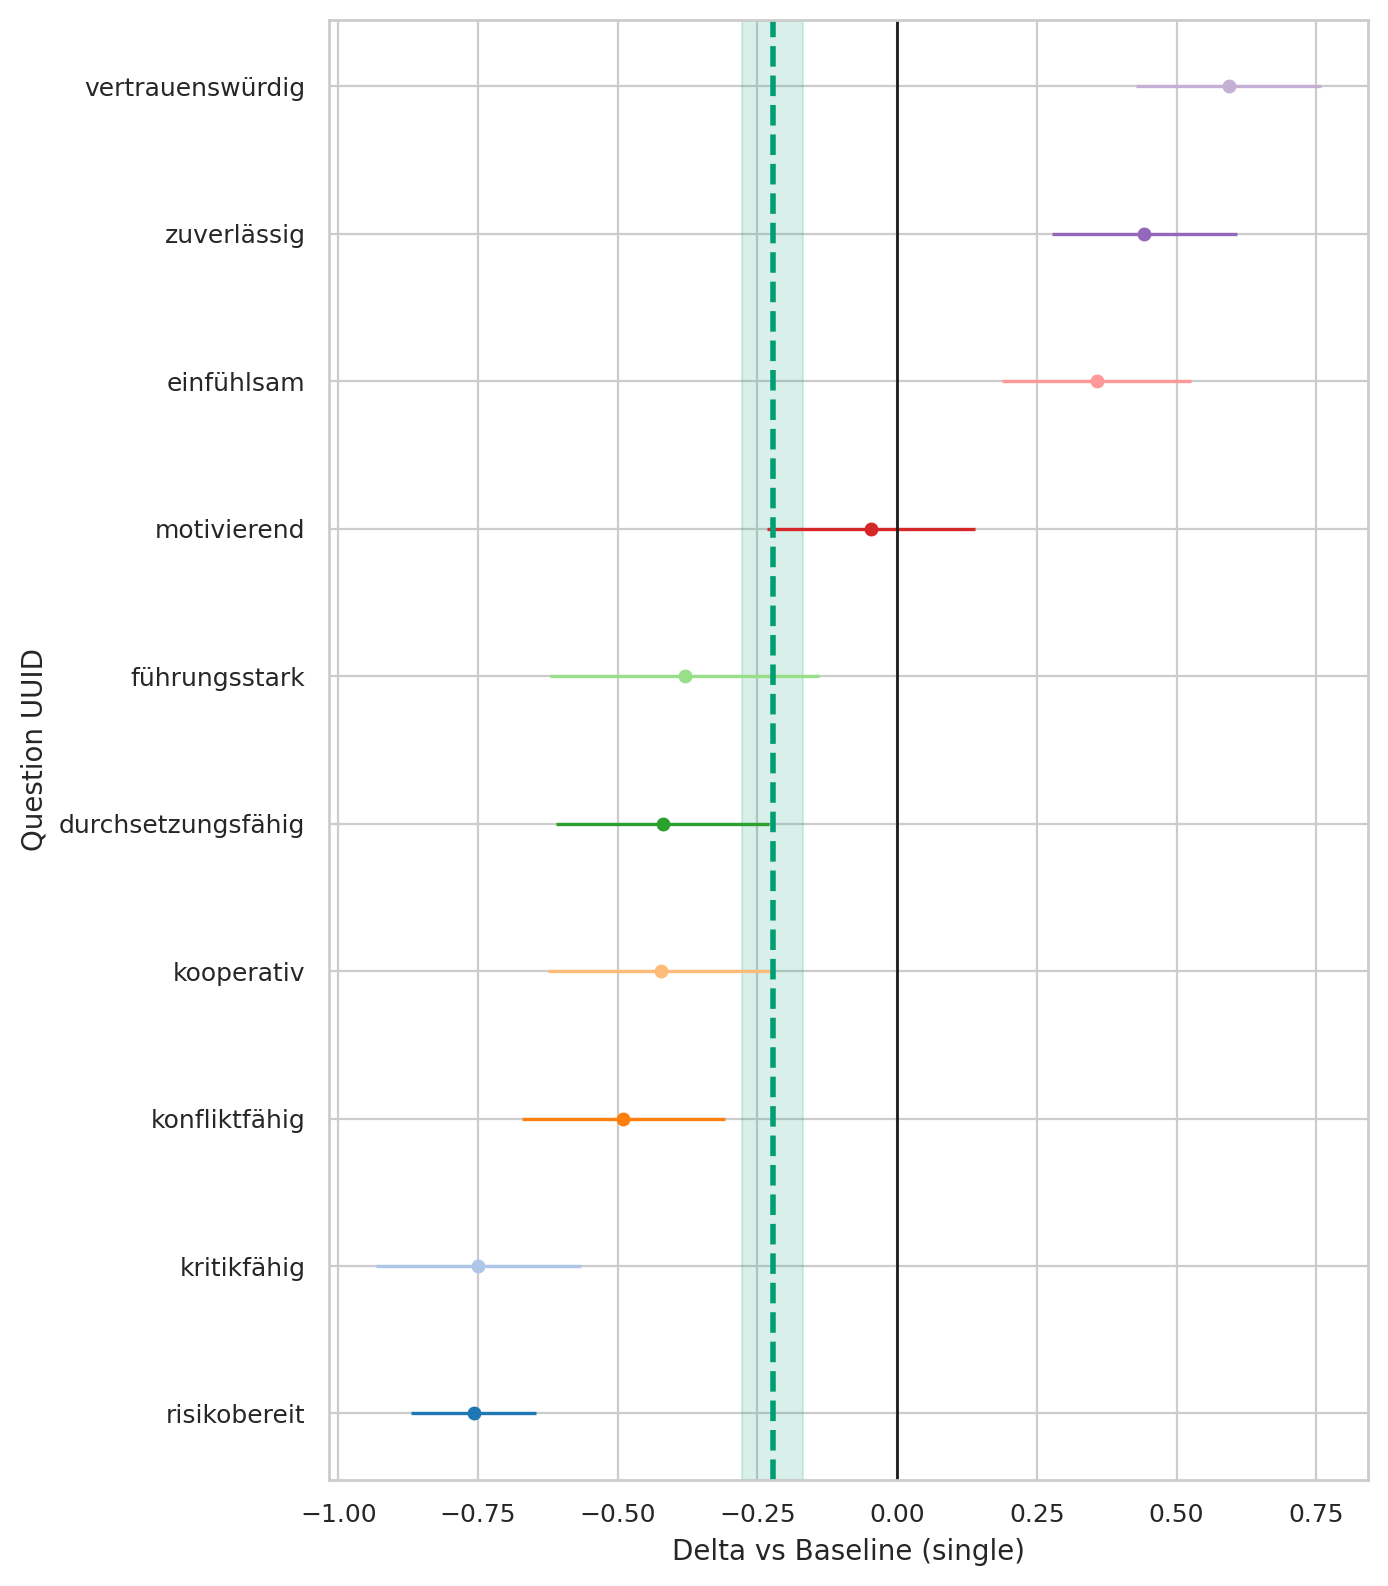 vertrauenswürdig
zuverlässig
einfühlsam
motivierend
führungsstark
durchsetzungsfähig
kooperativ
konfliktfähig
kritikfähig
risikobereit
Question UUID
−1.00 −0.75 −0.50 −0.25 0.00 0.25 0.50 0.75
Delta vs Baseline (single)